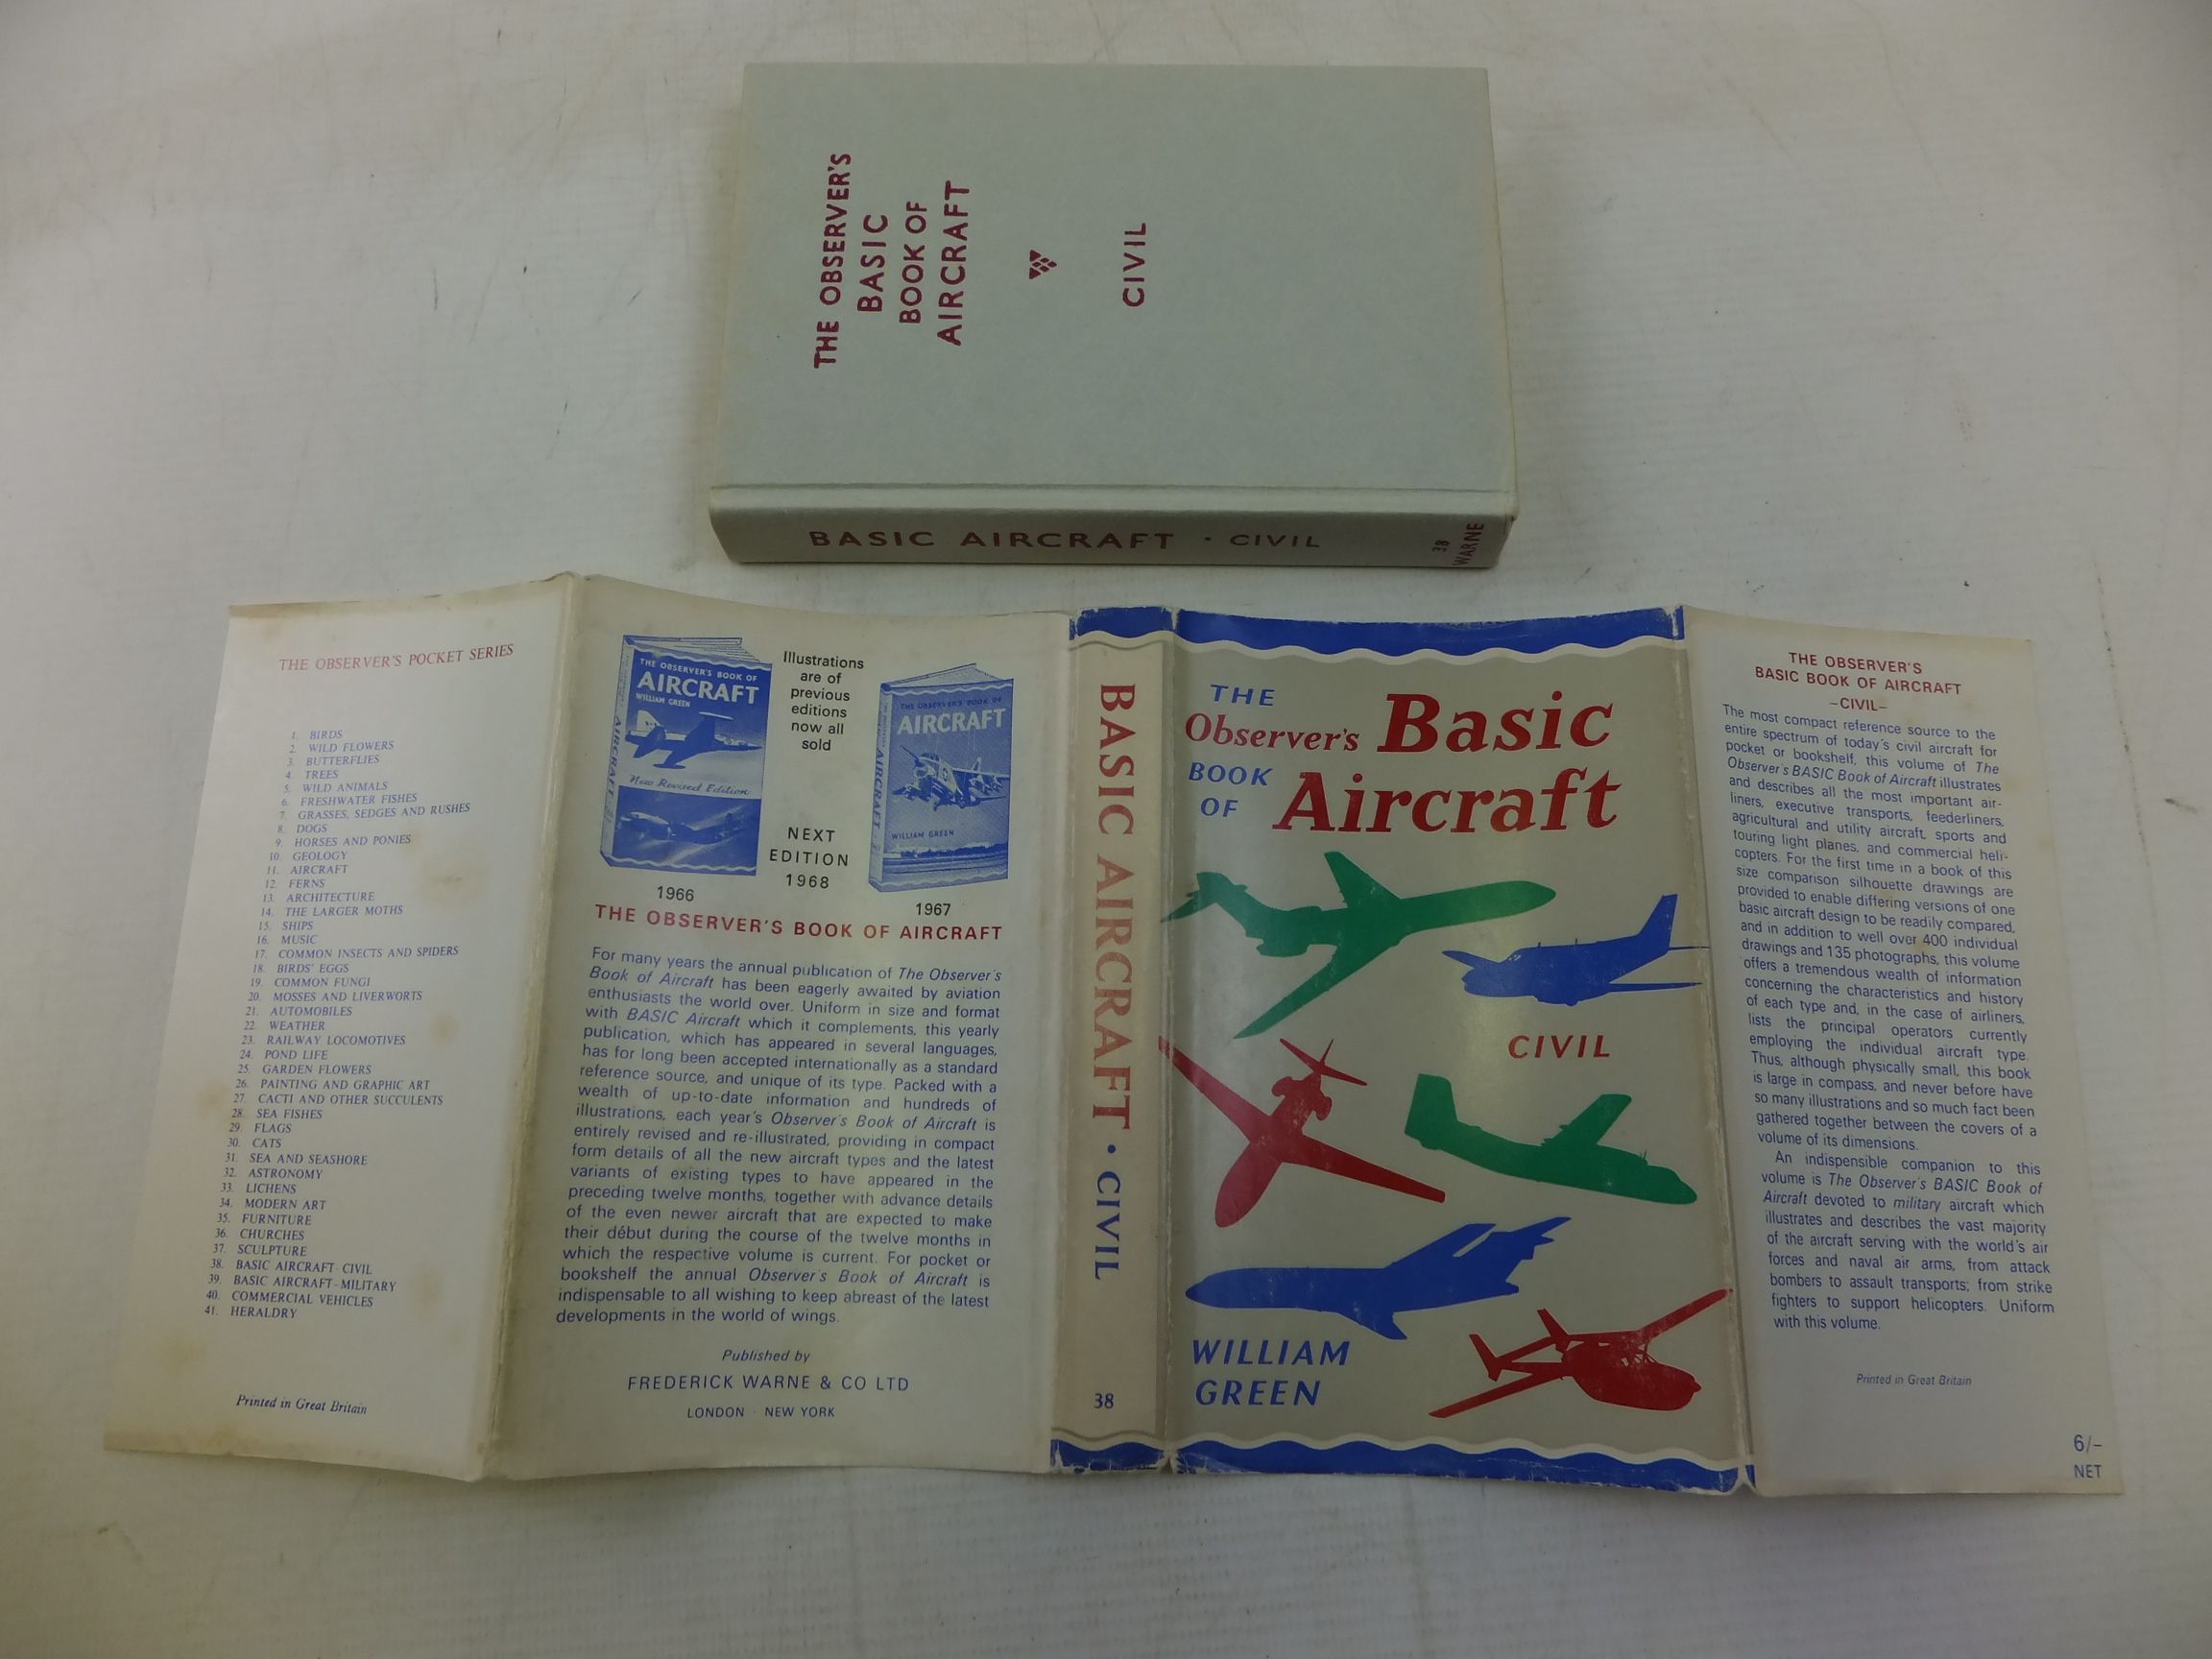 THE OBSERVER'S
BASIC
BOOK OF
AIRCRAFT
CIVIL
BASIC AIRCRAFT · CIVIL
38
WARNE
THE OBSERVER'S POCKET SERIES
1. BIRDS
2. WILD FLOWERS
3. BUTTERFLIES
4. TREES
5. WILD ANIMALS
6. FRESHWATER FISHES
7. GRASSES, SEDGES AND RUSHES
8. DOGS
9. HORSES AND PONIES
10. GEOLOGY
11. AIRCRAFT
12. FERNS
13. ARCHITECTURE
14. THE LARGER MOTHS
15. SHIPS
16. MUSIC
17. COMMON INSECTS AND SPIDERS
18. BIRDS' EGGS
19. COMMON FUNGI
20. MOSSES AND LIVERWORTS
21. AUTOMOBILES
22. WEATHER
23. RAILWAY LOCOMOTIVES
24. POND LIFE
25. GARDEN FLOWERS
26. PAINTING AND GRAPHIC ART
27. CACTI AND OTHER SUCCULENTS
28. SEA FISHES
29. FLAGS
30. CATS
31. SEA AND SEASHORE
32. ASTRONOMY
33. LICHENS
34. MODERN ART
35. FURNITURE
36. CHURCHES
37. SCULPTURE
38. BASIC AIRCRAFT-CIVIL
39. BASIC AIRCRAFT-MILITARY
40. COMMERCIAL VEHICLES
41. HERALDRY
Printed in Great Britain
THE OBSERVER'S BOOK OF
AIRCRAFT
WILLIAM GREEN
AIRCRAFT
New Revised Edition
1966
Illustrations
are of
previous
editions
now all
sold
NEXT
EDITION
1968
THE OBSERVER'S BOOK OF
AIRCRAFT
AIRCRAFT
WILLIAM GREEN
1967
THE OBSERVER'S BOOK OF AIRCRAFT
For many years the annual publication of The Observer's
Book of Aircraft has been eagerly awaited by aviation
enthusiasts the world over. Uniform in size and format
with BASIC Aircraft which it complements, this yearly
publication, which has appeared in several languages,
has for long been accepted internationally as a standard
reference source, and unique of its type. Packed with a
wealth of up-to-date information and hundreds of
illustrations, each year's Observer's Book of Aircraft is
entirely revised and re-illustrated, providing in compact
form details of all the new aircraft types and the latest
variants of existing types to have appeared in the
preceding twelve months, together with advance details
of the even newer aircraft that are expected to make
their début during the course of the twelve months in
which the respective volume is current. For pocket or
bookshelf the annual Observer's Book of Aircraft is
indispensable to all wishing to keep abreast of the latest
developments in the world of wings.
Published by
FREDERICK WARNE & CO LTD
LONDON · NEW YORK
BASIC AIRCRAFT · CIVIL
38
THE
Observer's Basic
BOOK
OF Aircraft
CIVIL
WILLIAM
GREEN
THE OBSERVER'S
BASIC BOOK OF AIRCRAFT
-CIVIL-
The most compact reference source to the
entire spectrum of today's civil aircraft for
pocket or bookshelf, this volume of The
Observer's BASIC Book of Aircraft illustrates
and describes all the most important air-
liners, executive transports, feederliners,
agricultural and utility aircraft, sports and
touring light planes, and commercial heli-
copters. For the first time in a book of this
size comparison silhouette drawings are
provided to enable differing versions of one
basic aircraft design to be readily compared,
and in addition to well over 400 individual
drawings and 135 photographs, this volume
offers a tremendous wealth of information
concerning the characteristics and history
of each type and, in the case of airliners,
lists the principal operators currently
employing the individual aircraft type.
Thus, although physically small, this book
is large in compass, and never before have
so many illustrations and so much fact been
gathered together between the covers of a
volume of its dimensions.
An indispensible companion to this
volume is The Observer's BASIC Book of
Aircraft devoted to military aircraft which
illustrates and describes the vast majority
of the aircraft serving with the world's air
forces and naval air arms, from attack
bombers to assault transports; from strike
fighters to support helicopters. Uniform
with this volume.
Printed in Great Britain
6/-
NET